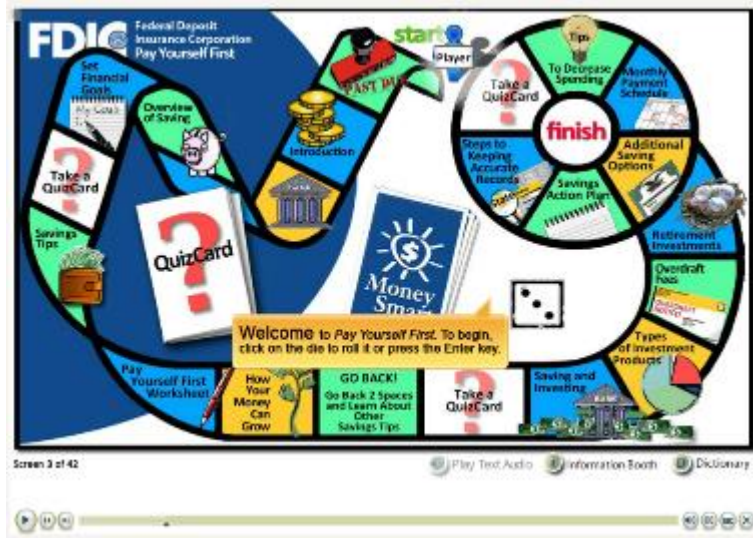 FDIC
Federal Deposit
Insurance Corporation
Pay Yourself First
start
Player
PAST DUE
Introduction
BANK
Overview
of Saving
Set
Financial
Goals
My Goals
Take a
QuizCard
Savings
Tips
Pay
Yourself First
Worksheet
How
Your
Money
Can
Grow
GO BACK!
Go Back 2 Spaces
and Learn About
Other
Savings Tips
Take a
QuizCard
Saving and
Investing
BANK
Types
of Investment
Products
Overdraft
Fees
Retirement
Investments
Additional
Saving
Options
Monthly
Payment
Schedule
Tips
To Decrease
Spending
Take a
QuizCard
Steps to
Keeping
Accurate
Records
Savings
Action Plan
finish
QuizCard
?
Money
Smart
Welcome to Pay Yourself First. To begin,
click on the die to roll it or press the Enter key.
Screen 3 of 42
Play Text Audio
Information Booth
Dictionary